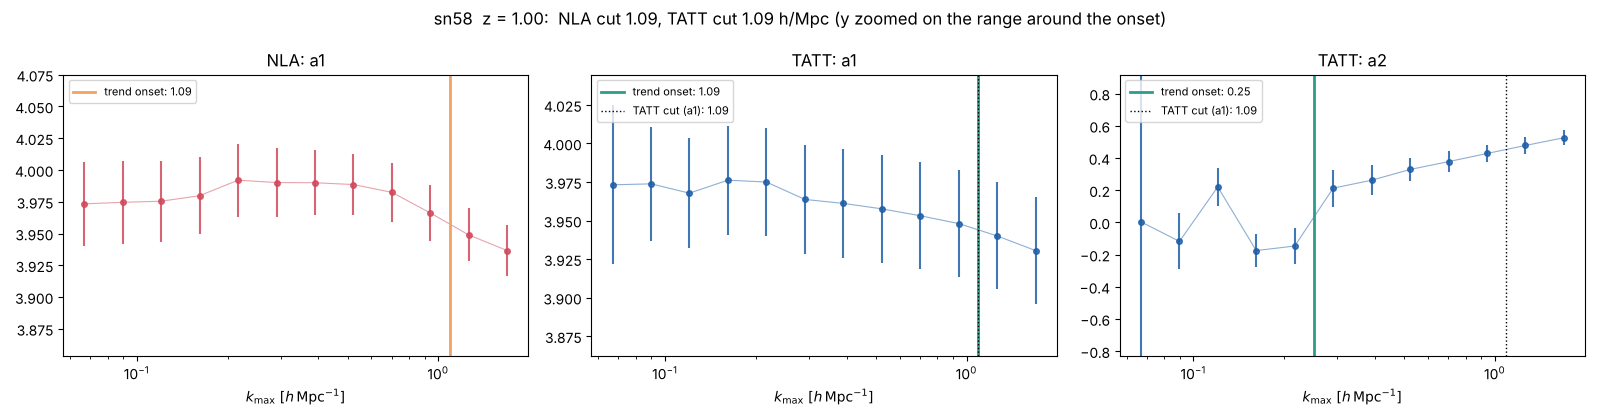 sn58 z = 1.00: NLA cut 1.09, TATT cut 1.09 h/Mpc (y zoomed on the range around the onset)
NLA: a1
trend onset: 1.09
4.075
4.050
4.025
4.000
3.975
3.950
3.925
3.900
3.875
10⁻¹
10⁰
k_max [h Mpc⁻¹]
TATT: a1
trend onset: 1.09
TATT cut (a1): 1.09
4.025
4.000
3.975
3.950
3.925
3.900
3.875
10⁻¹
10⁰
k_max [h Mpc⁻¹]
TATT: a2
trend onset: 0.25
TATT cut (a1): 1.09
0.8
0.6
0.4
0.2
0.0
−0.2
−0.4
−0.6
−0.8
10⁻¹
10⁰
k_max [h Mpc⁻¹]